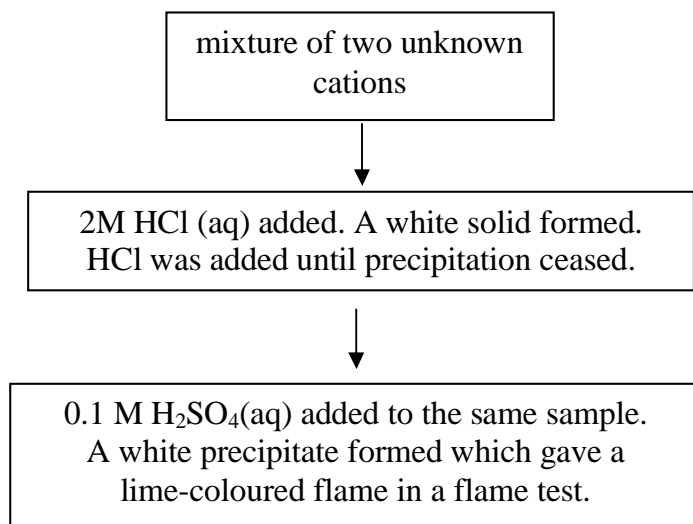 mixture of two unknown
cations
2M HCl (aq) added. A white solid formed.
HCl was added until precipitation ceased.
0.1 M H₂SO₄(aq) added to the same sample.
A white precipitate formed which gave a
lime-coloured flame in a flame test.